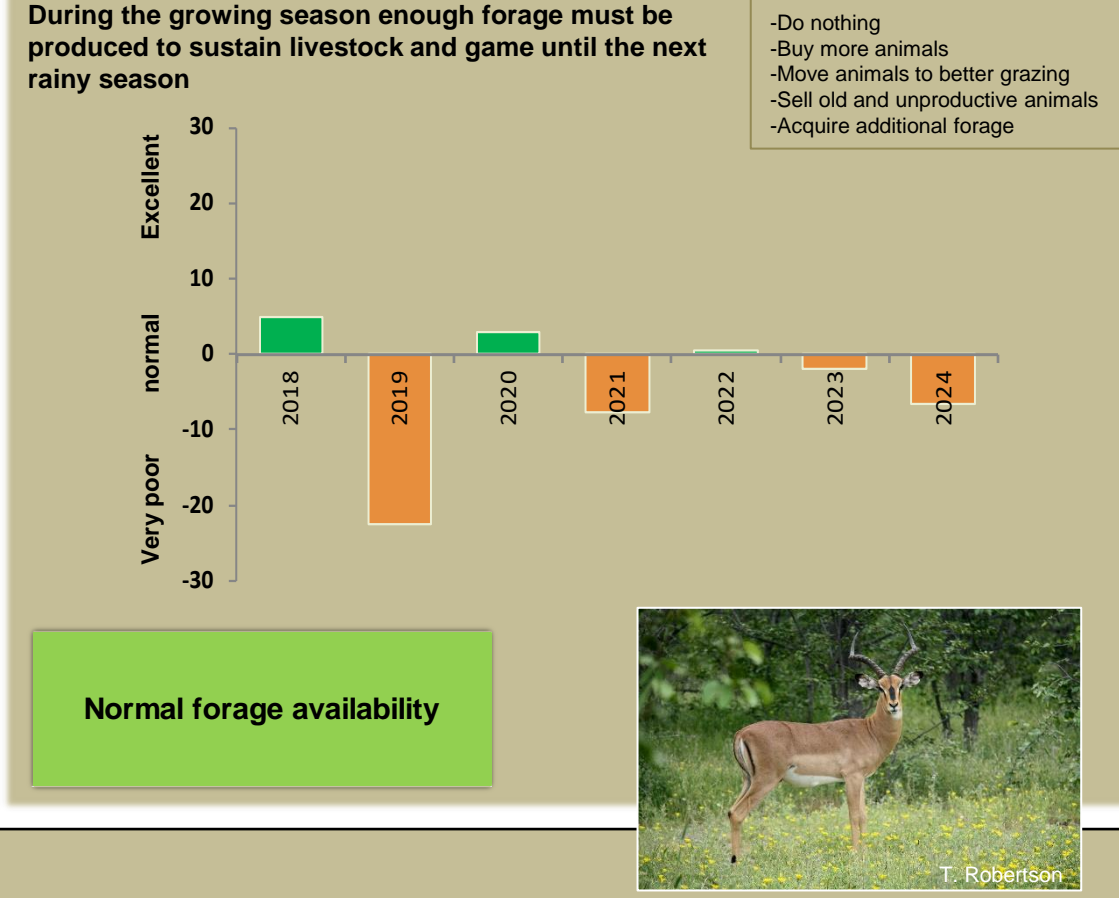 During the growing season enough forage must be
produced to sustain livestock and game until the next
rainy season
-Do nothing
-Buy more animals
-Move animals to better grazing
-Sell old and unproductive animals
-Acquire additional forage
Excellent
normal
Very poor
30
20
10
0
-10
-20
-30
2018
2019
2020
2021
2022
2023
2024
Normal forage availability
T. Robertson